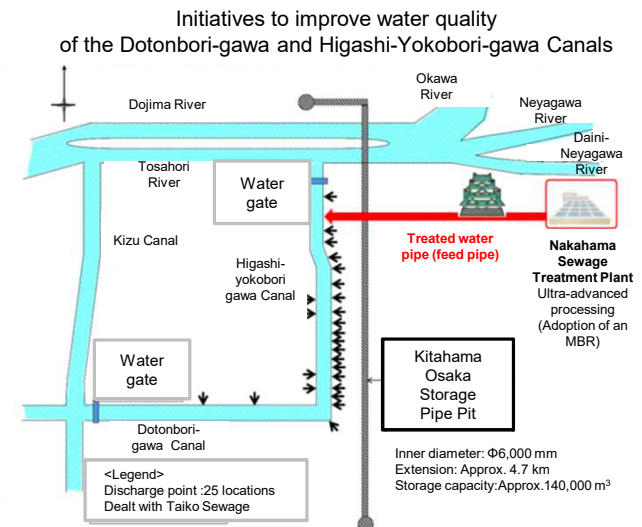 Initiatives to improve water quality
of the Dotonbori-gawa and Higashi-Yokobori-gawa Canals
Okawa
River
Dojima River
Neyagawa
River
Daini-
Neyagawa
River
Tosahori
River
Water
gate
Kizu Canal
Treated water
pipe (feed pipe)
Nakahama
Sewage
Treatment Plant
Ultra-advanced
processing
(Adoption of an
MBR)
Higashi-
yokobori
gawa Canal
Water
gate
Kitahama
Osaka
Storage
Pipe Pit
Dotonbori-
gawa Canal
Inner diameter: Φ6,000 mm
Extension: Approx. 4.7 km
Storage capacity:Approx.140,000 m³
<Legend>
Discharge point :25 locations
Dealt with Taiko Sewage